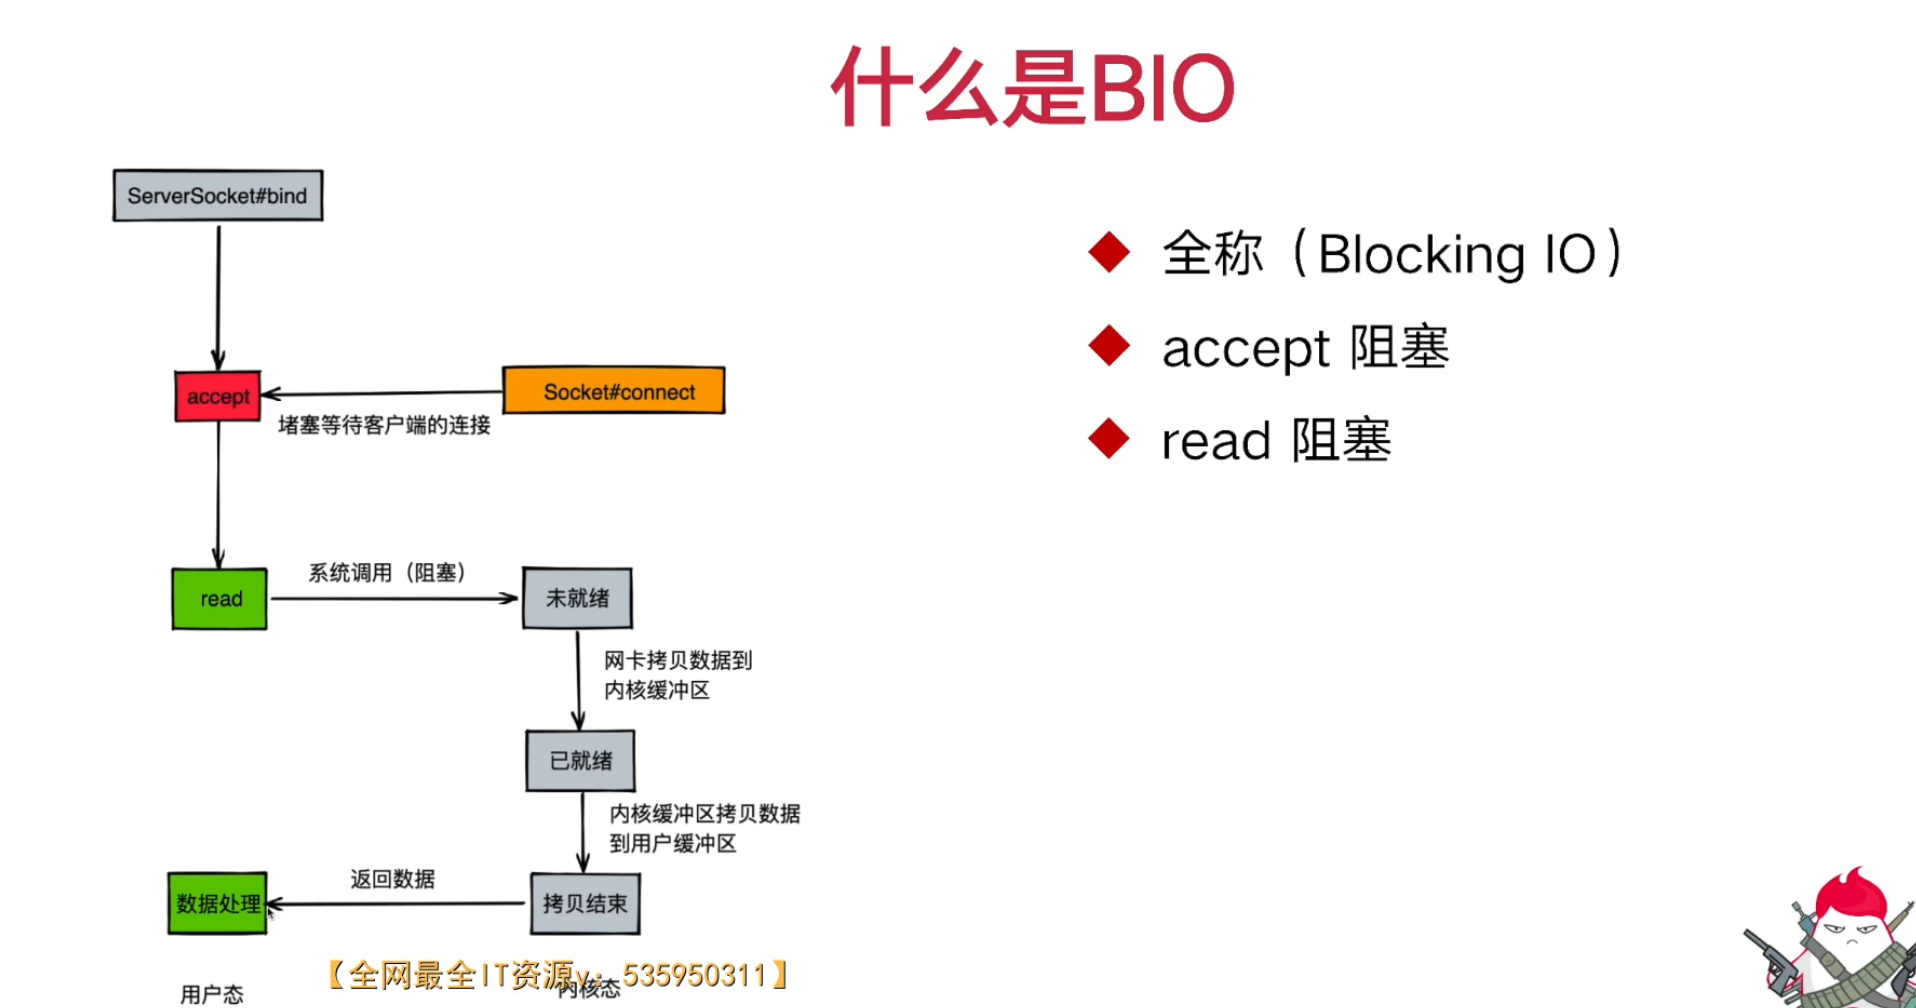 什么是BIO
ServerSocket#bind
accept
Socket#connect
堵塞等待客户端的连接
read
系统调用（阻塞）
未就绪
网卡拷贝数据到
内核缓冲区
已就绪
内核缓冲区拷贝数据
到用户缓冲区
数据处理
返回数据
拷贝结束
用户态
内核态
【全网最全IT资源v：535950311】
全称（Blocking IO）
accept 阻塞
read 阻塞